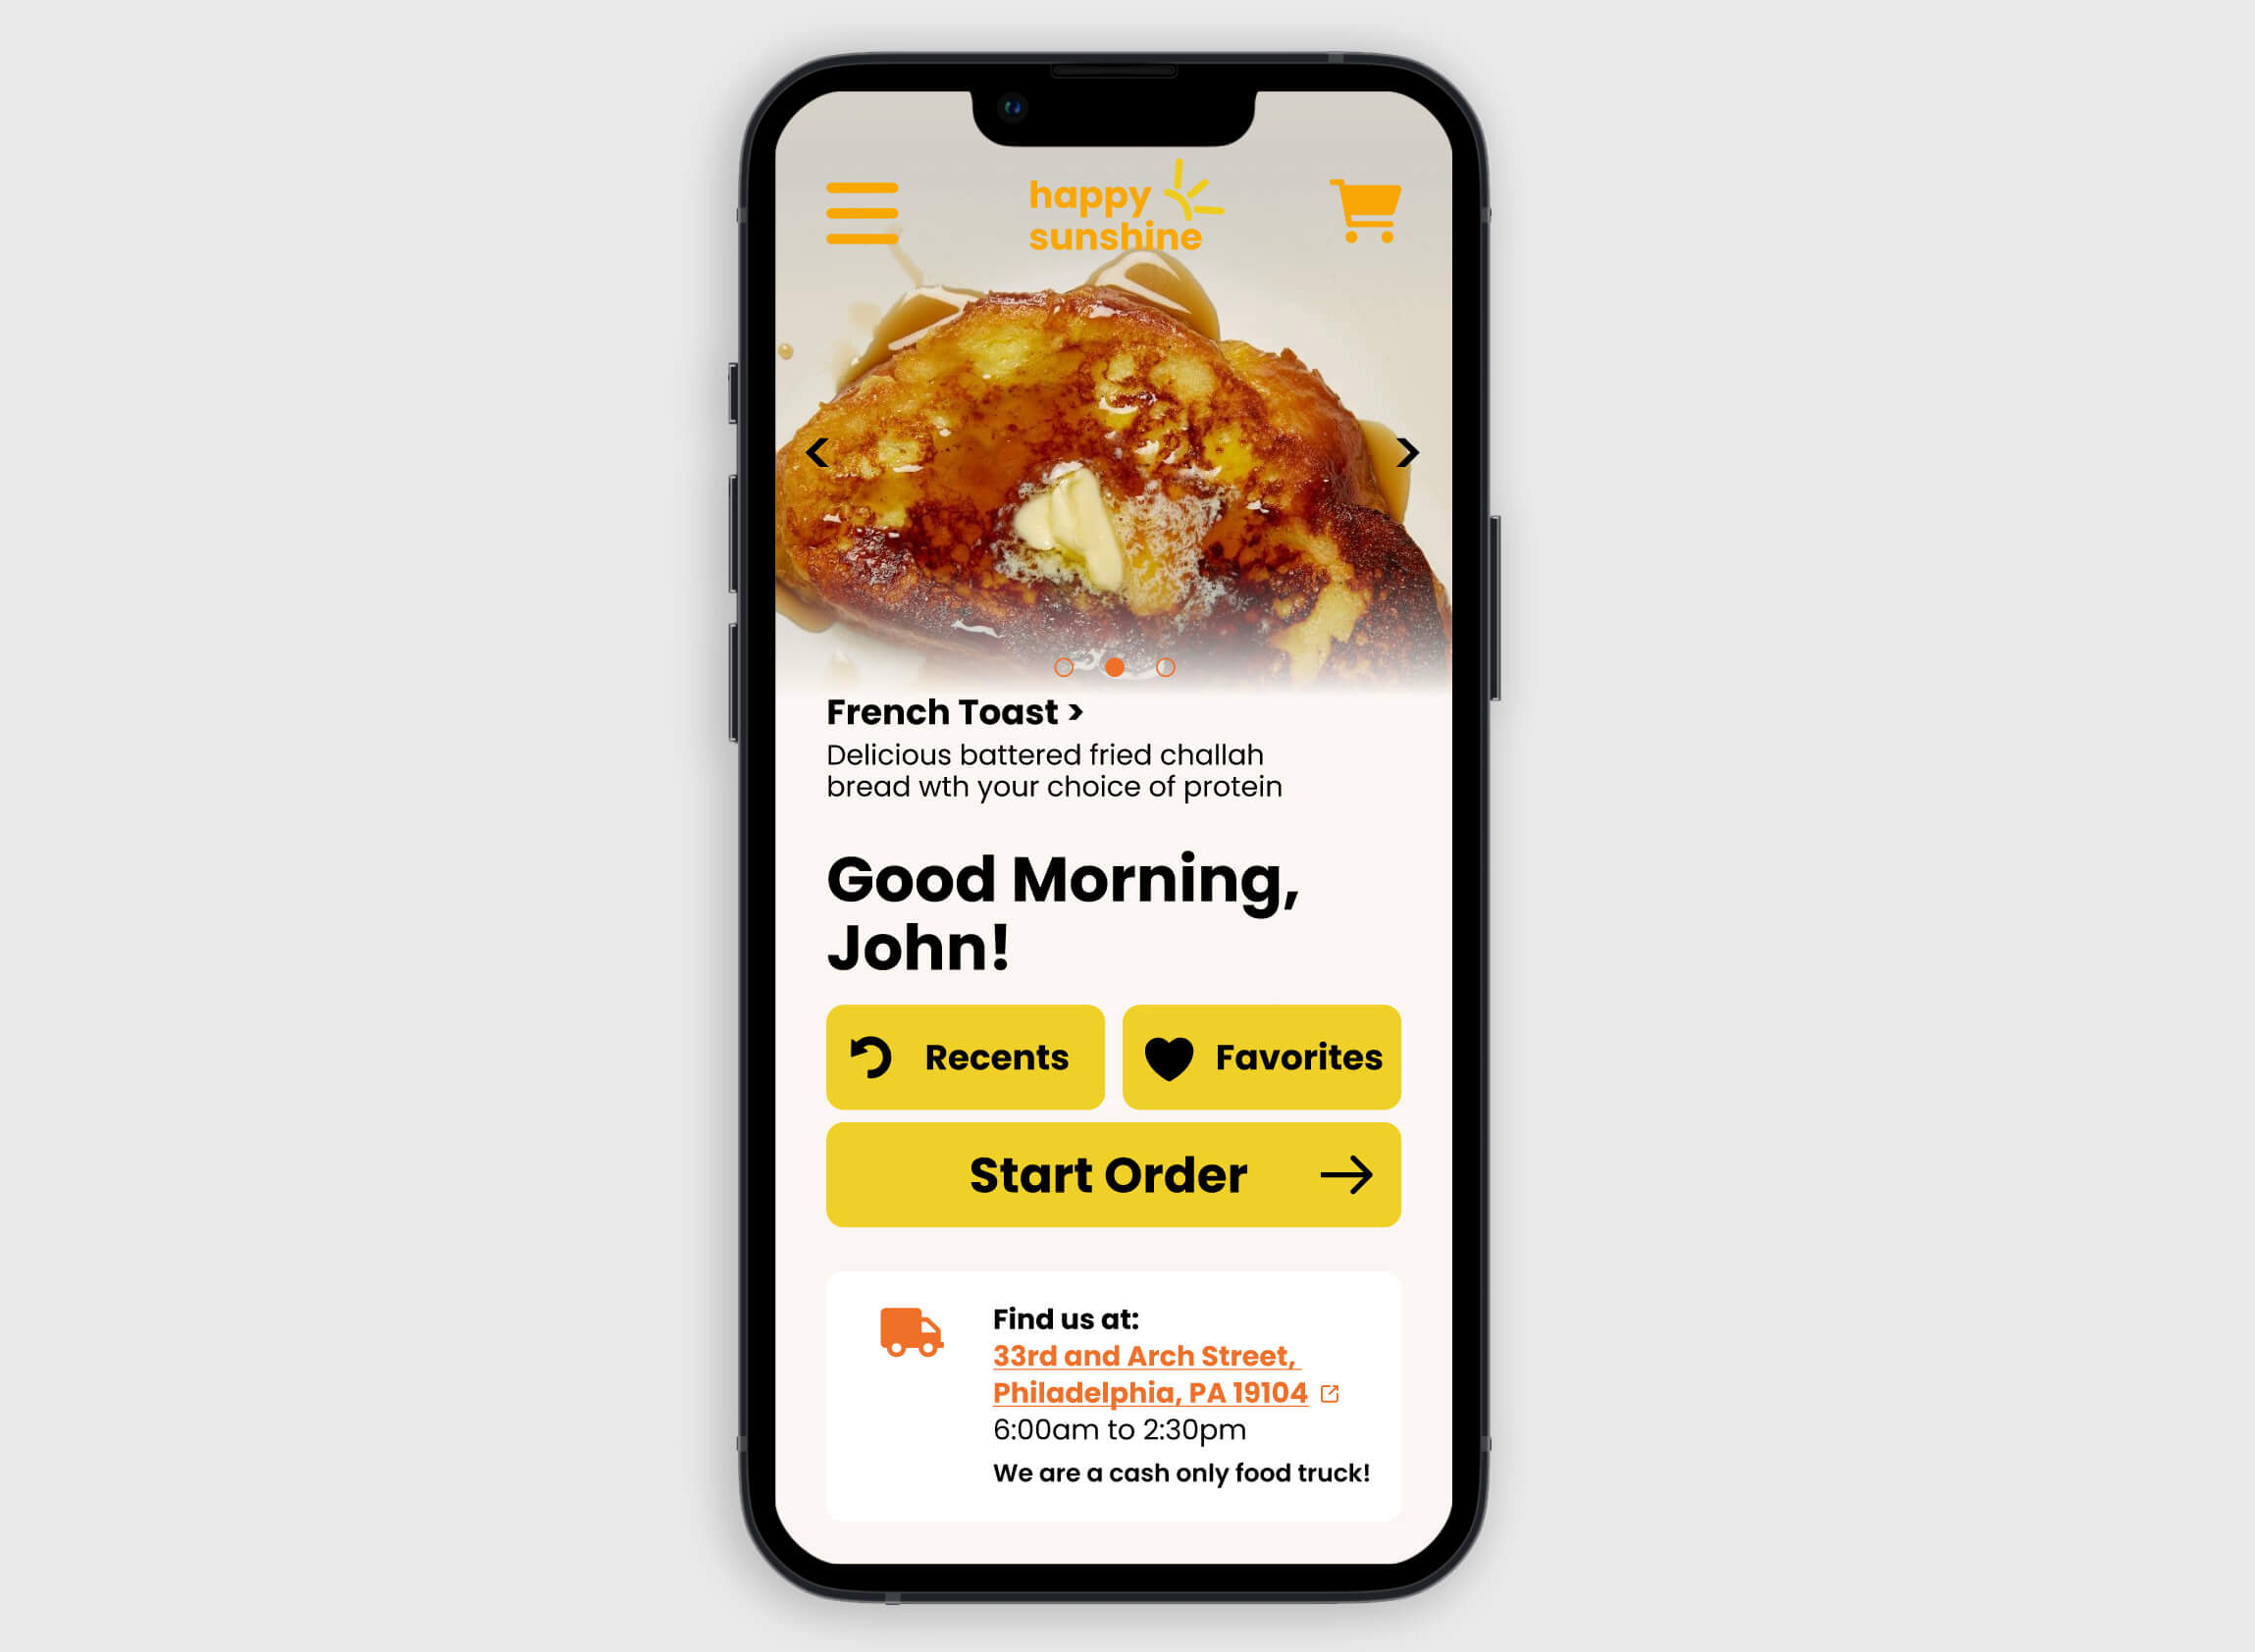 happy
sunshine
French Toast >
Delicious battered fried challah
bread wth your choice of protein
Good Morning,
John!
Recents
Favorites
Start Order
Find us at:
33rd and Arch Street,
Philadelphia, PA 19104
6:00am to 2:30pm
We are a cash only food truck!